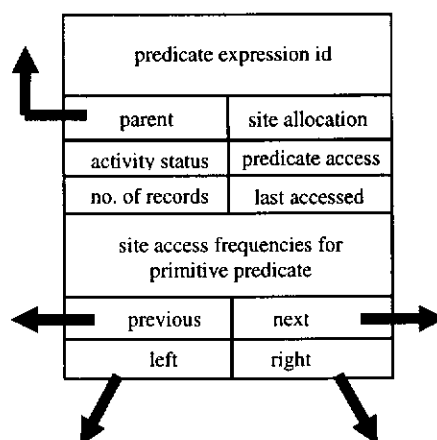 predicate expression id
parent site allocation
activity status predicate access
no. of records last accessed
site access frequencies for
primitive predicate
previous next
left right